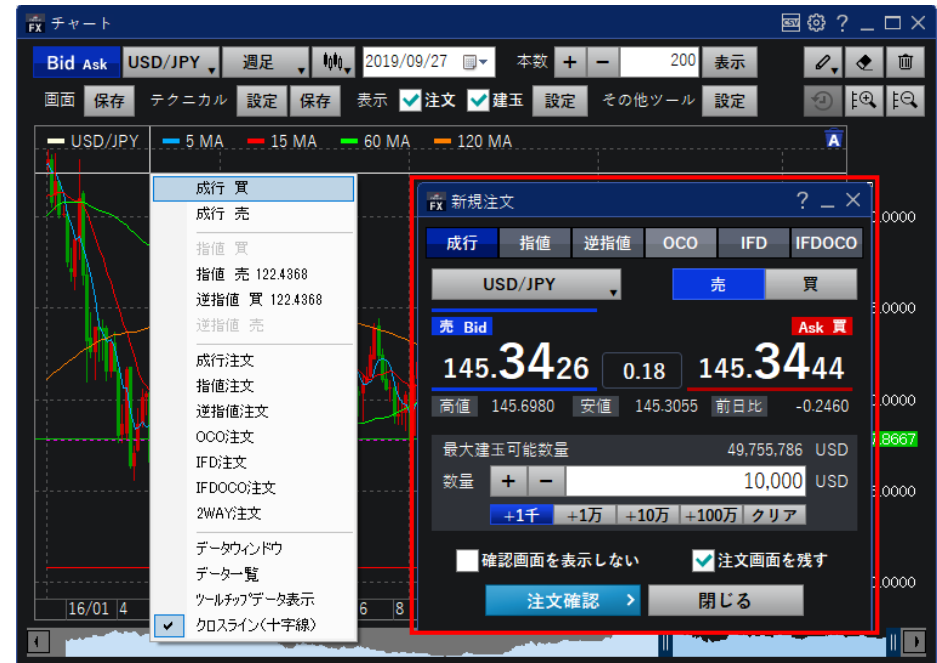 FX チャート
CSV ?
Bid Ask USD/JPY 週足 2019/09/27 本数 + − 200 表示
画面 保存 テクニカル 設定 保存 表示 注文 建玉 設定 その他ツール 設定
USD/JPY 5 MA 15 MA 60 MA 120 MA A
成行 買
成行 売
指値 買
指値 売 122.4368
逆指値 買 122.4368
逆指値 売
成行注文
指値注文
逆指値注文
OCO注文
IFD注文
IFDOCO注文
2WAY注文
データウィンドウ
データ一覧
ツールチップデータ表示
クロスライン(十字線)
FX 新規注文 ?
成行 指値 逆指値 OCO IFD IFDOCO
USD/JPY 売 買
売 Bid Ask 買
145.3426 0.18 145.3444
高値 145.6980 安値 145.3055 前日比 -0.2460
最大建玉可能数量 49,755,786 USD
数量 + − 10,000 USD
+1千 +1万 +10万 +100万 クリア
確認画面を表示しない 注文画面を残す
注文確認 閉じる
.0000
.0000
.0000
.8667
.0000
.0000
16/01 4 6 8